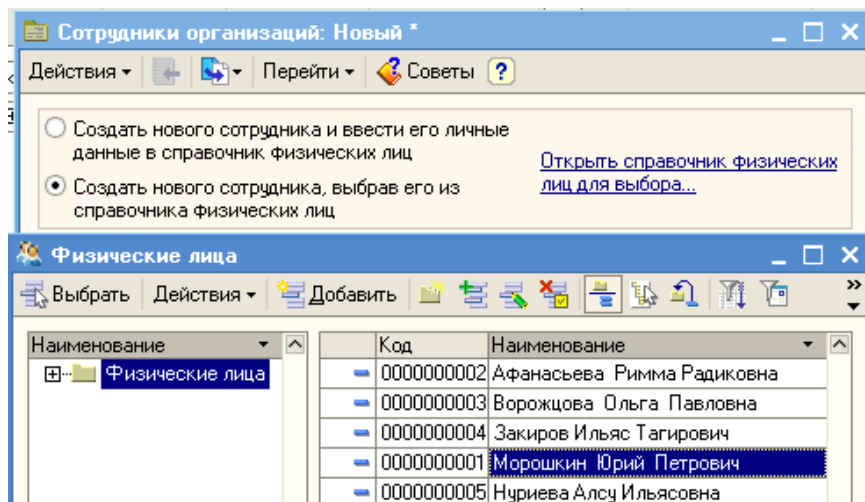 Сотрудники организаций: Новый *
Действия Перейти Советы ?
Создать нового сотрудника и ввести его личные
данные в справочник физических лиц
Создать нового сотрудника, выбрав его из
справочника физических лиц
Открыть справочник физических
лиц для выбора...
Физические лица
Выбрать Действия Добавить »
Наименование
Физические лица
Код Наименование
0000000002 Афанасьева Римма Радиковна
0000000003 Ворожцова Ольга Павловна
0000000004 Закиров Ильяс Тагирович
0000000001 Морошкин Юрий Петрович
0000000005 Нуриева Алсу Ильясовна